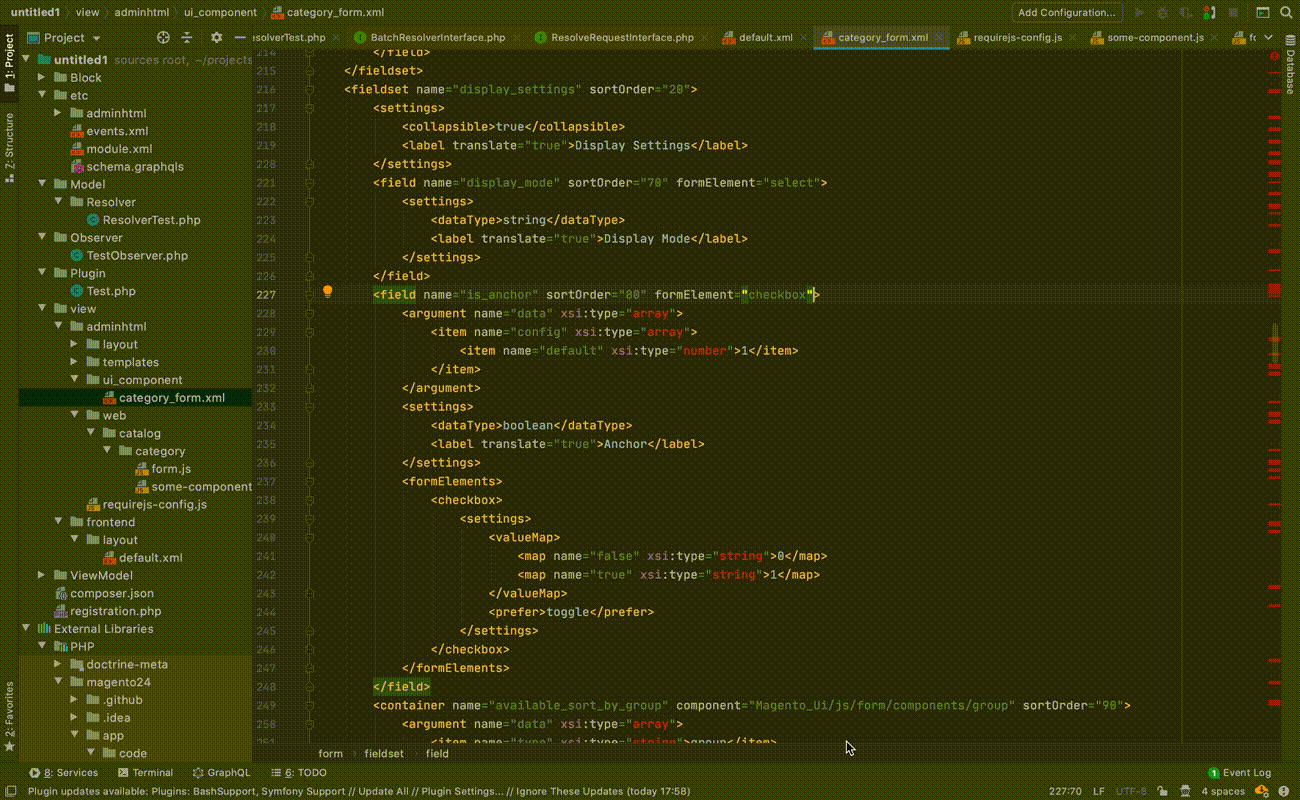 untitled1 › view › adminhtml › ui_component › category_form.xml
Add Configuration...
1: Project
Project
esolverTest.php
BatchResolverInterface.php
ResolveRequestInterface.php
default.xml
category_form.xml
requirejs-config.js
some-component.js
fo
Database
untitled1 sources root, ~/projects
Block
etc
adminhtml
events.xml
module.xml
schema.graphqls
Model
Resolver
ResolverTest.php
Observer
TestObserver.php
Plugin
Test.php
view
adminhtml
layout
templates
ui_component
category_form.xml
web
catalog
category
form.js
some-component
requirejs-config.js
frontend
layout
default.xml
ViewModel
composer.json
registration.php
External Libraries
PHP
doctrine-meta
magento24
.github
.idea
app
code
7: Structure
2: Favorites
214 </field>
215 </fieldset>
216 <fieldset name="display_settings" sortOrder="20">
217 <settings>
218 <collapsible>true</collapsible>
219 <label translate="true">Display Settings</label>
220 </settings>
221 <field name="display_mode" sortOrder="70" formElement="select">
222 <settings>
223 <dataType>string</dataType>
224 <label translate="true">Display Mode</label>
225 </settings>
226 </field>
227 <field name="is_anchor" sortOrder="80" formElement="checkbox">
228 <argument name="data" xsi:type="array">
229 <item name="config" xsi:type="array">
230 <item name="default" xsi:type="number">1</item>
231 </item>
232 </argument>
233 <settings>
234 <dataType>boolean</dataType>
235 <label translate="true">Anchor</label>
236 </settings>
237 <formElements>
238 <checkbox>
239 <settings>
240 <valueMap>
241 <map name="false" xsi:type="string">0</map>
242 <map name="true" xsi:type="string">1</map>
243 </valueMap>
244 <prefer>toggle</prefer>
245 </settings>
246 </checkbox>
247 </formElements>
248 </field>
249 <container name="available_sort_by_group" component="Magento_Ui/js/form/components/group" sortOrder="90">
250 <argument name="data" xsi:type="array">
251 <item name="type" xsi:type="string">group</item>
form › fieldset › field
8: Services
Terminal
GraphQL
6: TODO
1 Event Log
Plugin updates available: Plugins: BashSupport, Symfony Support // Update All // Plugin Settings... // Ignore These Updates (today 17:58)
227:70 LF UTF-8 4 spaces